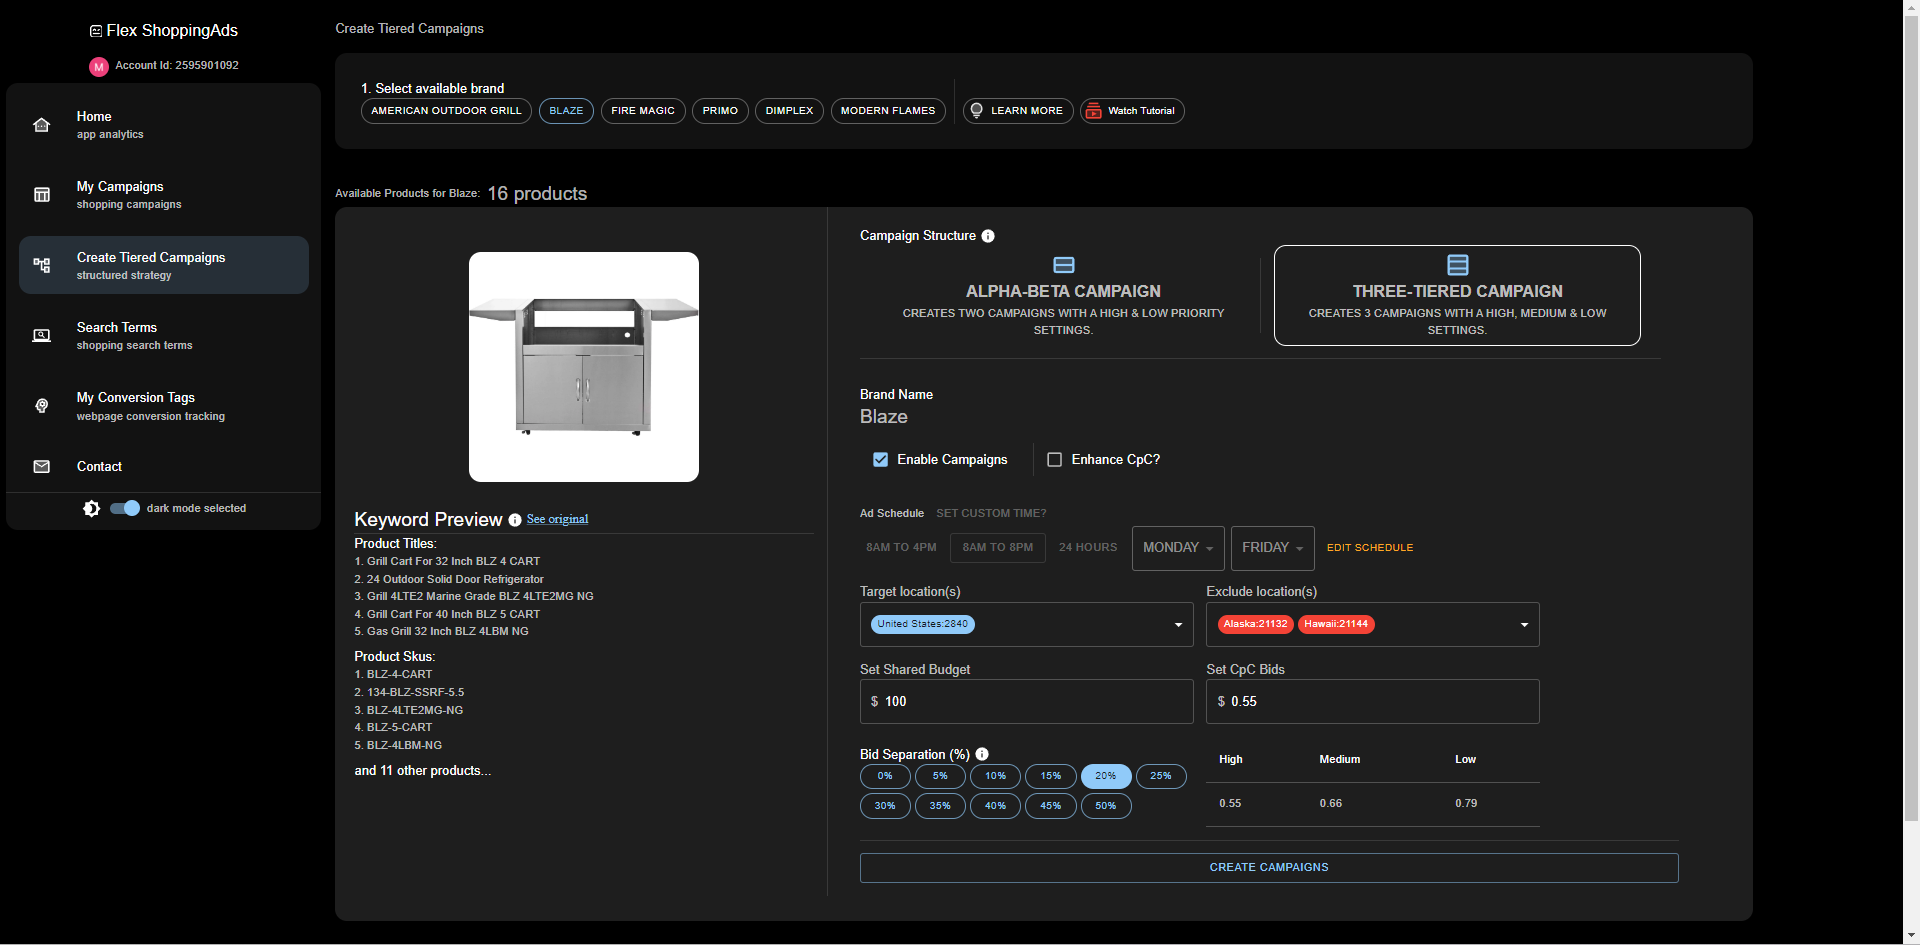 Flex ShoppingAds
M
Account Id: 2595901092
Home
app analytics
My Campaigns
shopping campaigns
Create Tiered Campaigns
structured strategy
Search Terms
shopping search terms
My Conversion Tags
webpage conversion tracking
Contact
dark mode selected
Create Tiered Campaigns
1. Select available brand
AMERICAN OUTDOOR GRILL BLAZE FIRE MAGIC PRIMO DIMPLEX MODERN FLAMES LEARN MORE Watch Tutorial
Available Products for Blaze: 16 products
Keyword Preview See original
Product Titles:
1. Grill Cart For 32 Inch BLZ 4 CART
2. 24 Outdoor Solid Door Refrigerator
3. Grill 4LTE2 Marine Grade BLZ 4LTE2MG NG
4. Grill Cart For 40 Inch BLZ 5 CART
5. Gas Grill 32 Inch BLZ 4LBM NG
Product Skus:
1. BLZ-4-CART
2. 134-BLZ-SSRF-5.5
3. BLZ-4LTE2MG-NG
4. BLZ-5-CART
5. BLZ-4LBM-NG
and 11 other products...
Campaign Structure
ALPHA-BETA CAMPAIGN
CREATES TWO CAMPAIGNS WITH A HIGH & LOW PRIORITY
SETTINGS.
THREE-TIERED CAMPAIGN
CREATES 3 CAMPAIGNS WITH A HIGH, MEDIUM & LOW
SETTINGS.
Brand Name
Blaze
Enable Campaigns Enhance CpC?
Ad Schedule SET CUSTOM TIME?
8AM TO 4PM 8AM TO 8PM 24 HOURS MONDAY FRIDAY EDIT SCHEDULE
Target location(s) Exclude location(s)
United States:2840 Alaska:21132 Hawaii:21144
Set Shared Budget Set CpC Bids
$ 100 $ 0.55
Bid Separation (%)
0% 5% 10% 15% 20% 25%
30% 35% 40% 45% 50%
High Medium Low
0.55 0.66 0.79
CREATE CAMPAIGNS